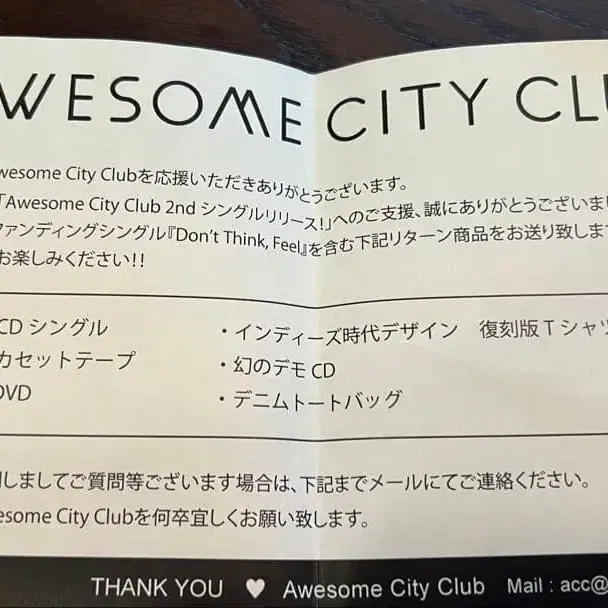 WESOME CITY CL
wesome City Clubを応援いただきありがとうございます。
「Awesome City Club 2nd シングルリリース!」へのご支援、誠にありがとうございまし
ファンディングシングル『Don't Think, Feel』を含む下記リターン商品をお送り致します
お楽しみください!!
CD シングル
・インディーズ時代デザイン 復刻版Tシャツ
カセットテープ
・幻のデモ CD
DVD
・デニムトートバッグ
しましてご質問等ございます場合は、下記までメールにてご連絡ください。
esome City Clubを何卒宜しくお願い致します。
THANK YOU ♥ Awesome City Club Mail : acc@